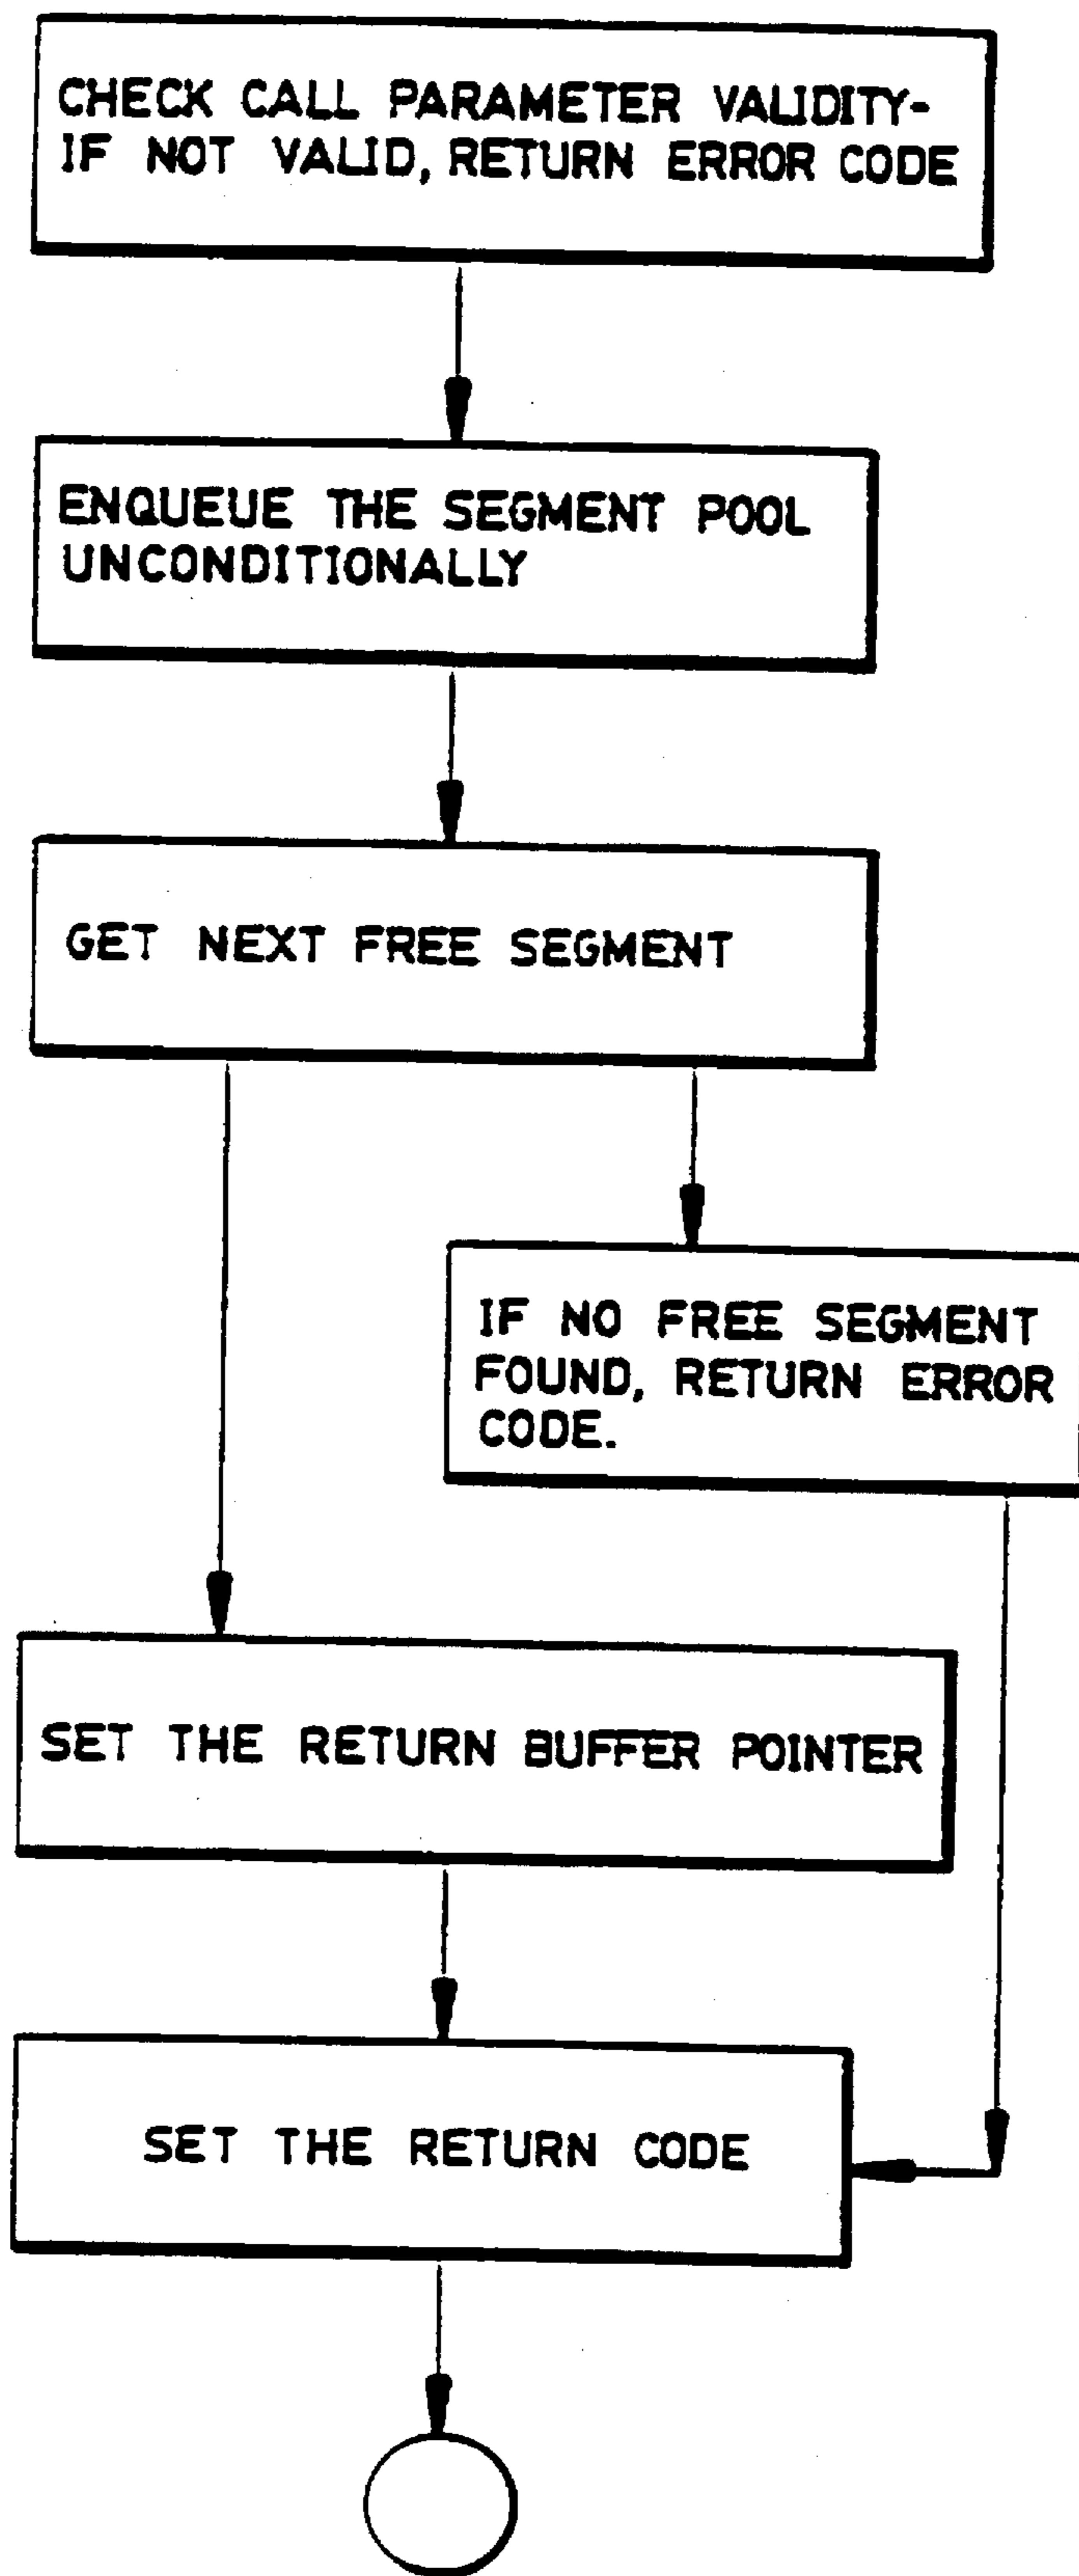 CHECK CALL PARAMETER VALIDITY-
IF NOT VALID, RETURN ERROR CODE
ENQUEUE THE SEGMENT POOL
UNCONDITIONALLY
GET NEXT FREE SEGMENT
IF NO FREE SEGMENT
FOUND, RETURN ERROR
CODE.
SET THE RETURN BUFFER POINTER
SET THE RETURN CODE